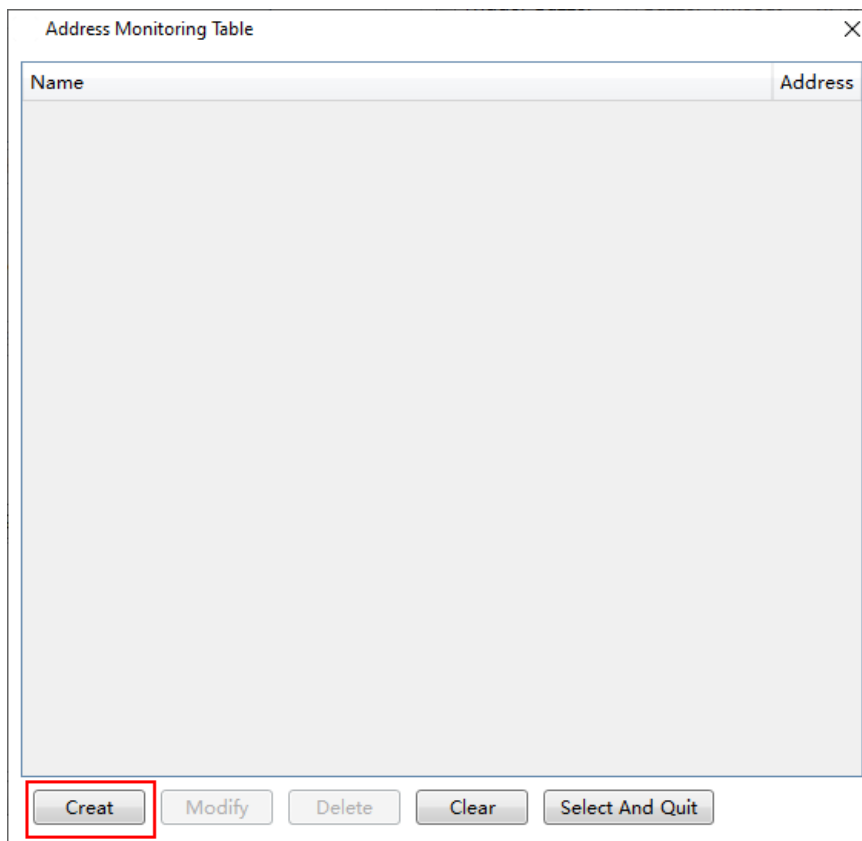 Address Monitoring Table
Name Address
Creat Modify Delete Clear Select And Quit